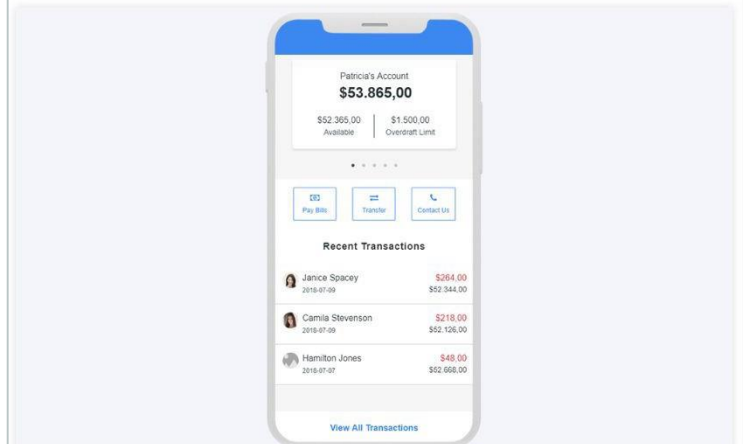 Patricia's Account
$53.865,00
$52.365,00 $1.500,00
Available Overdraft Limit
Pay Bills Transfer Contact Us
Recent Transactions
Janice Spacey $264,00
2018-07-09 $52.344,00
Camila Stevenson $218,00
2018-07-09 $52.126,00
Hamilton Jones $48,00
2018-07-07 $52.668,00
View All Transactions